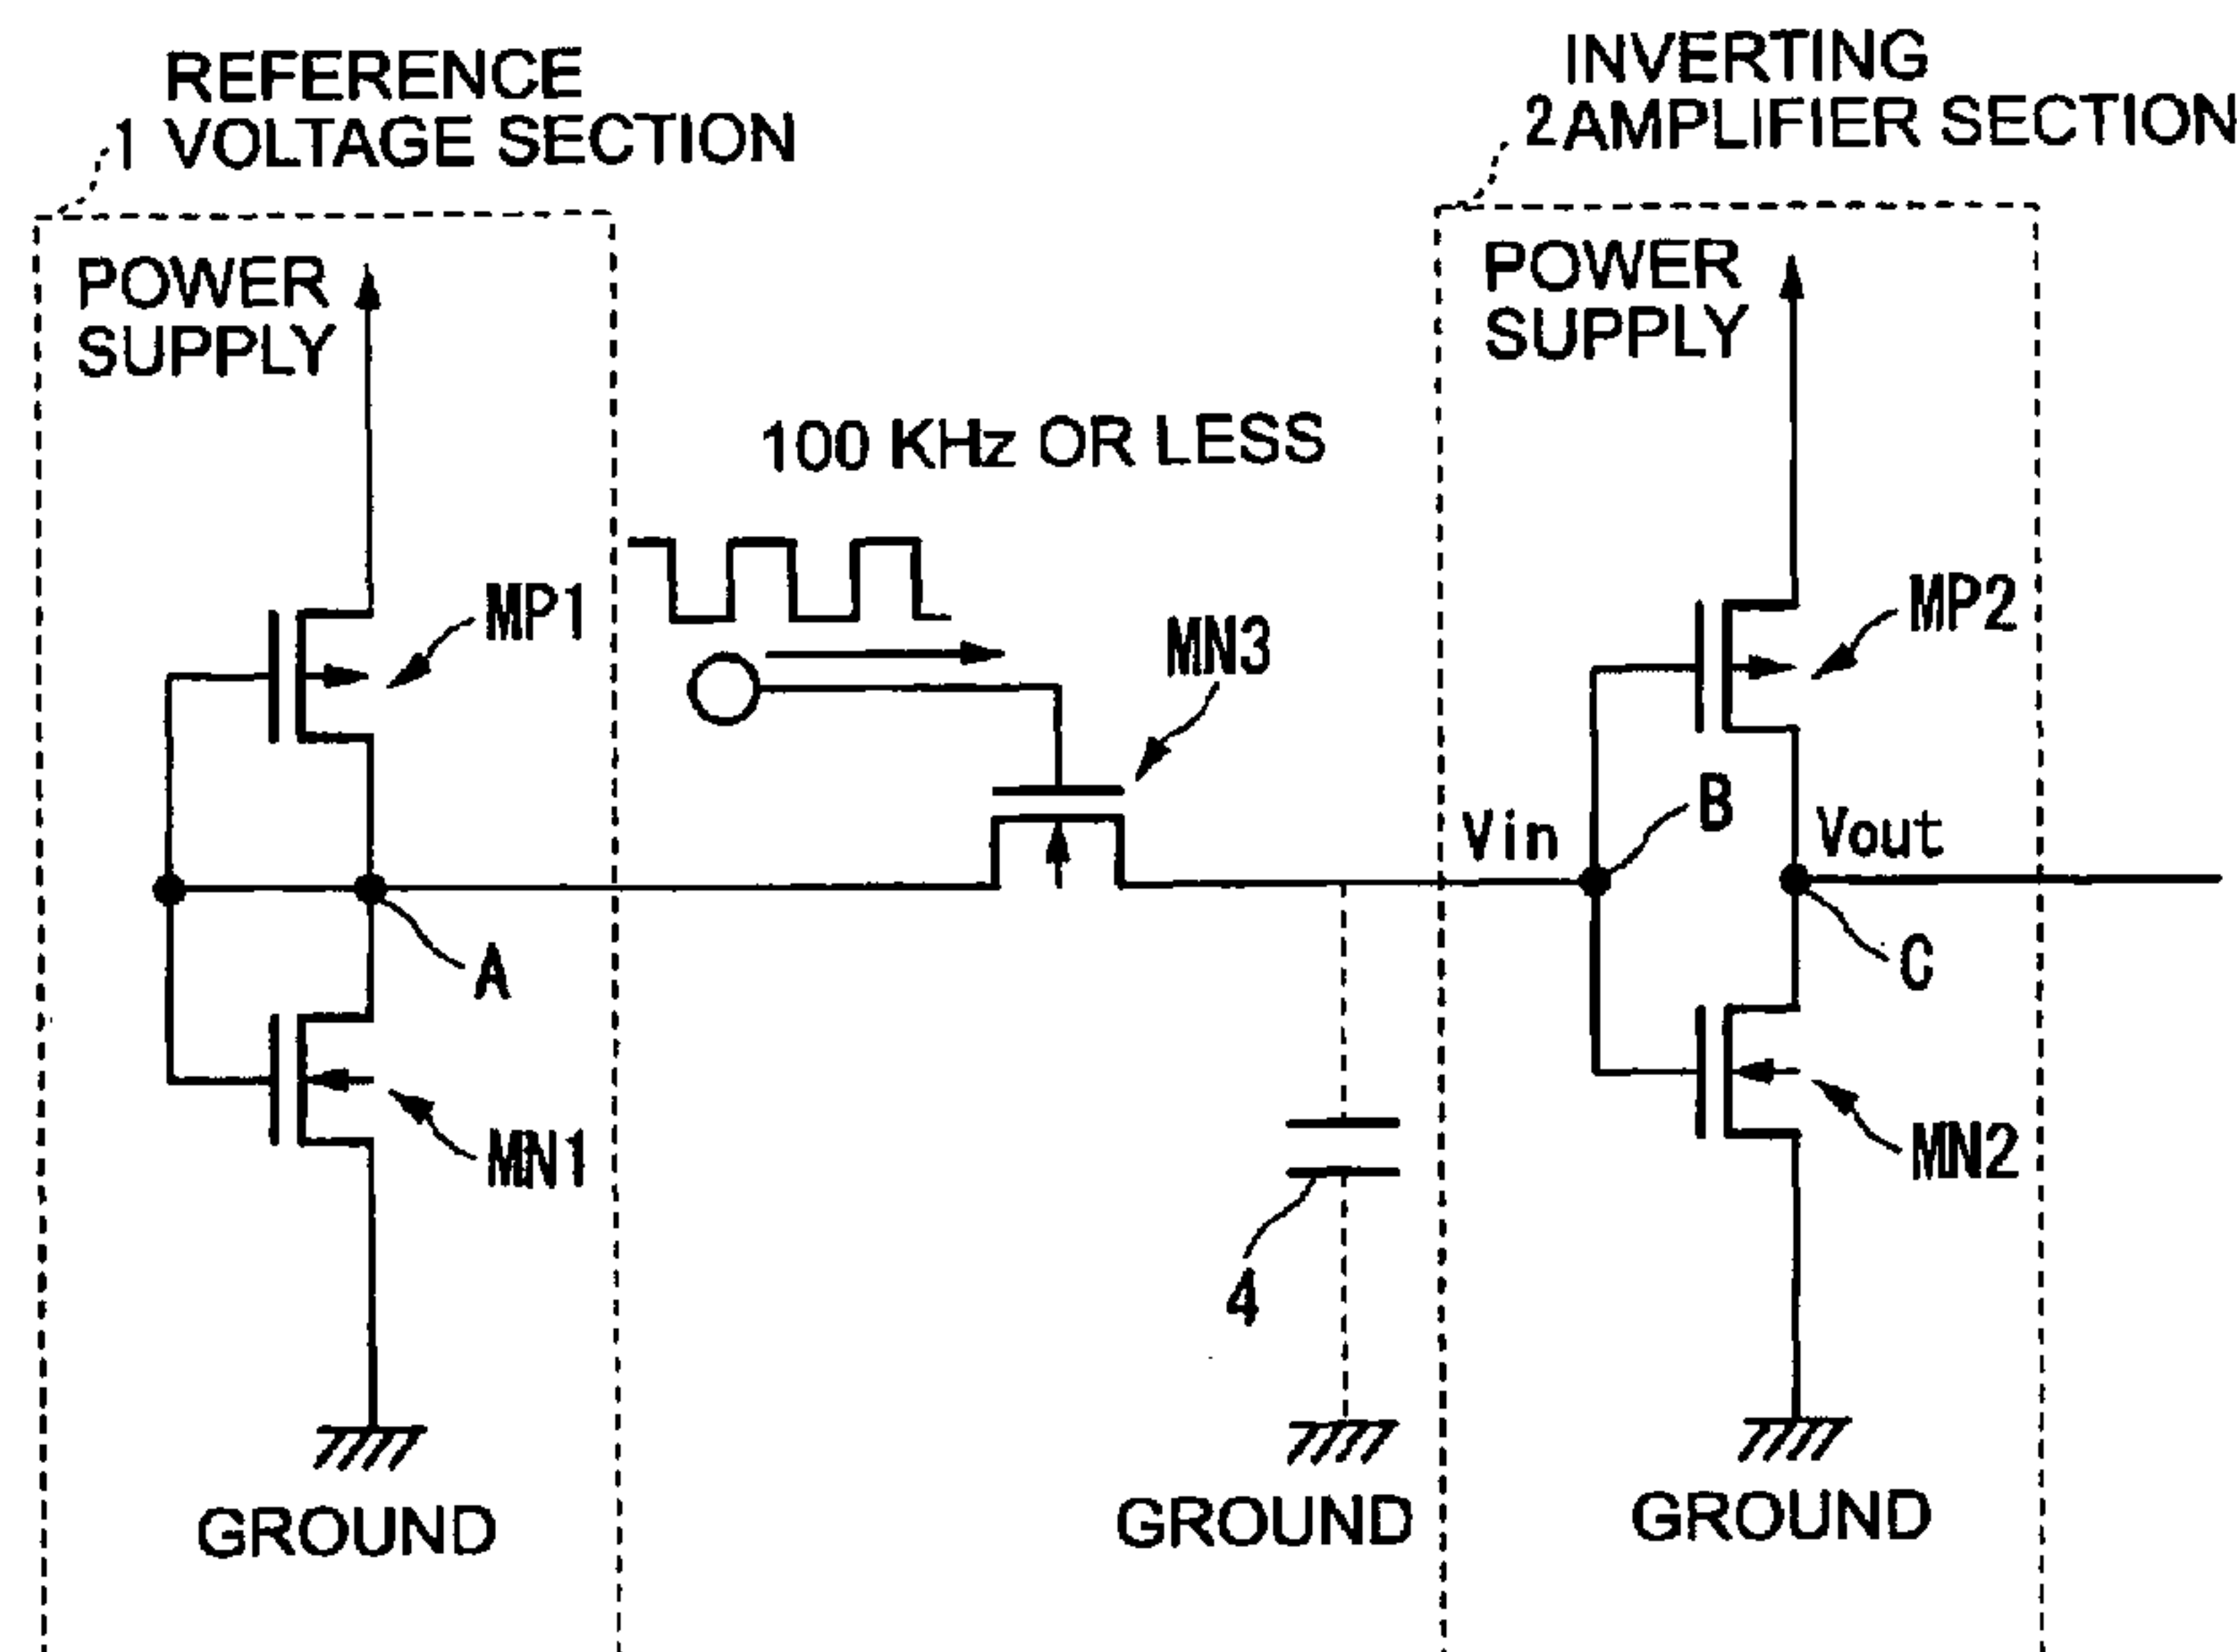 REFERENCE
1 VOLTAGE SECTION
INVERTING
2 AMPLIFIER SECTION
POWER
SUPPLY
POWER
SUPPLY
100 KHz OR LESS
MP1
MN3
MP2
B
Vin
Vout
A
C
MN1
MN2
4
GROUND
GROUND
GROUND